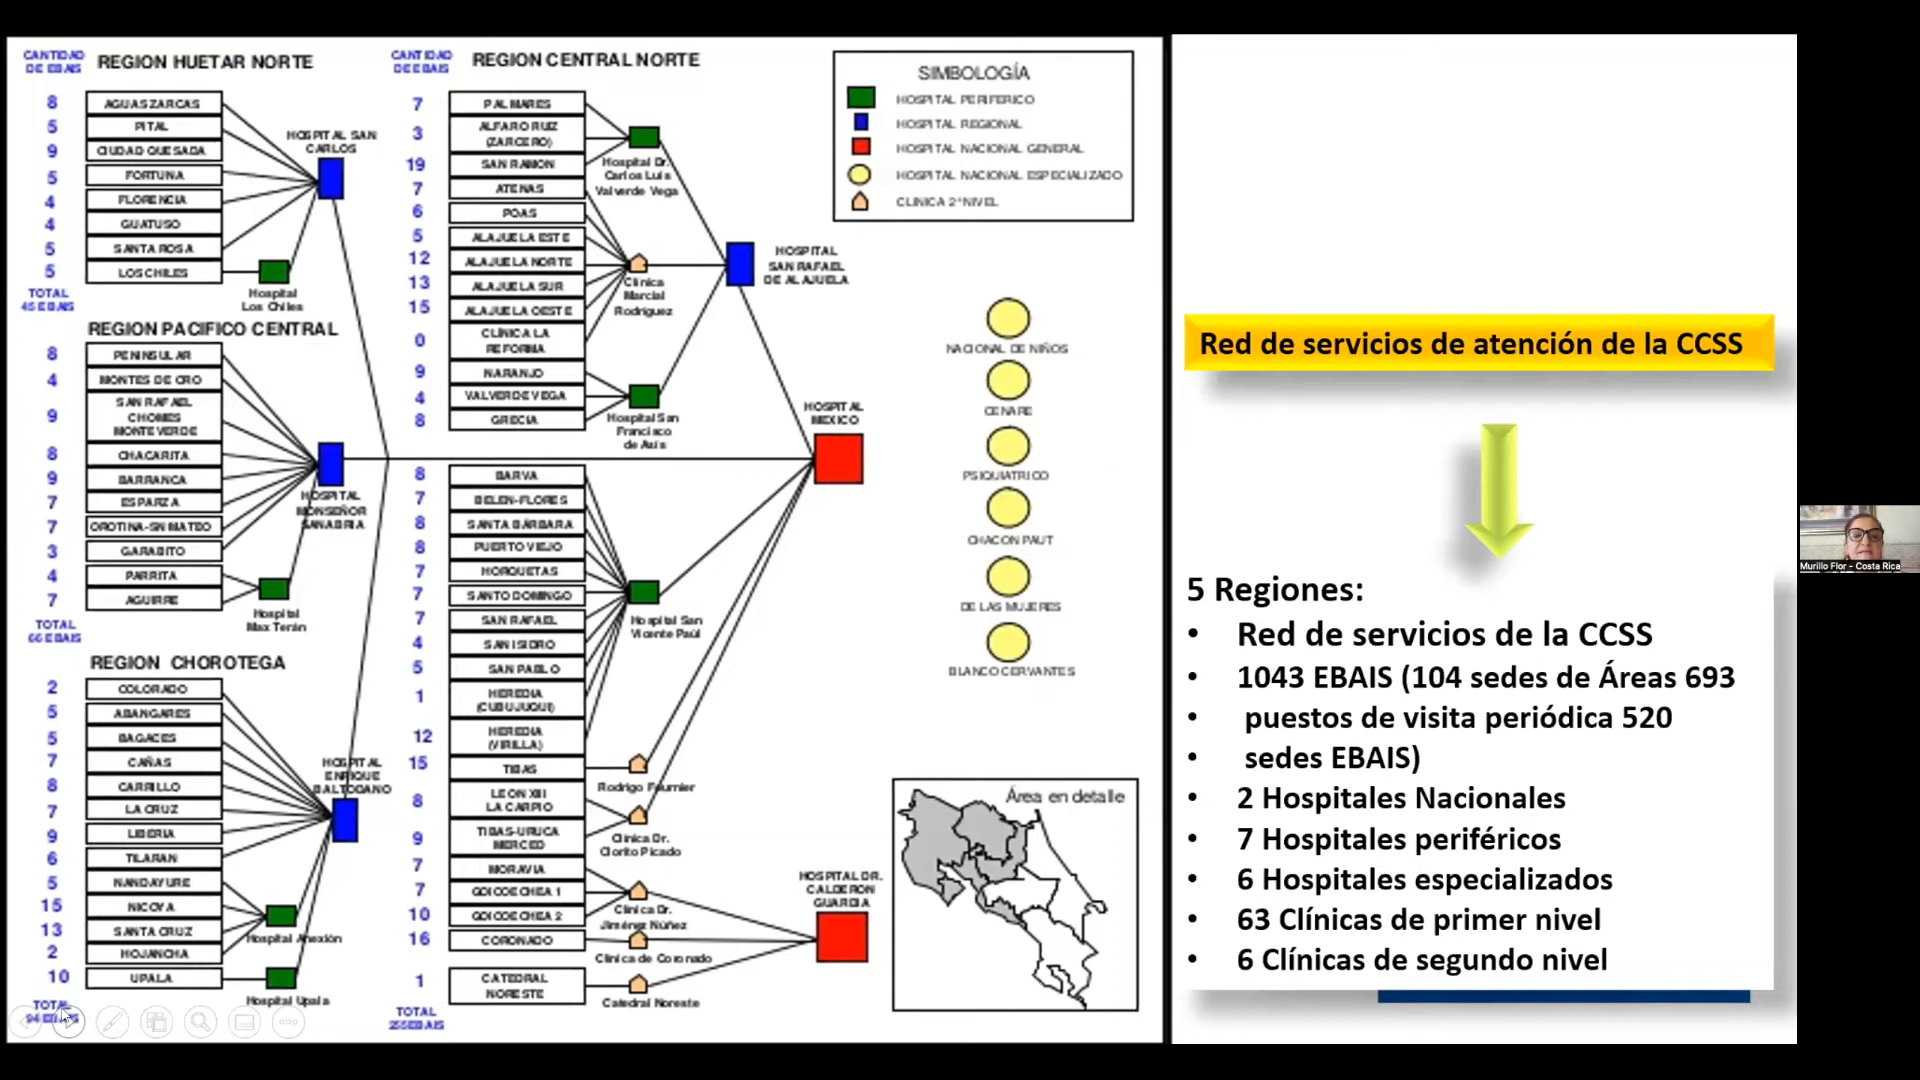 CANTIDAD
DE EBAIS
REGION HUETAR NORTE
8 AGUAS ZARCAS
5 PITAL
9 CIUDAD QUESADA
5 FORTUNA
4 FLORENCIA
4 GUATUSO
5 SANTA ROSA
5 LOS CHILES
TOTAL
45 EBAIS
HOSPITAL SAN
CARLOS
Hospital
Los Chiles
REGION PACIFICO CENTRAL
8 PENINSULAR
4 MONTES DE ORO
9 SAN RAFAEL
CHOMES
MONTEVERDE
8 CHACARITA
9 BARRANCA
7 ESPARZA
7 OROTINA-SN MATEO
3 GARABITO
4 PARRITA
7 AGUIRRE
TOTAL
66 EBAIS
HOSPITAL
MONSEÑOR
SANABRIA
Hospital
Max Terán
REGION CHOROTEGA
2 COLORADO
5 ABANGARES
5 BAGACES
7 CAÑAS
8 CARRILLO
7 LA CRUZ
9 LIBERIA
6 TILARAN
5 NANDAYURE
15 NICOYA
13 SANTA CRUZ
2 HOJANCHA
10 UPALA
TOTAL
94 EBAIS
HOSPITAL
ENRIQUE
BALTODANO
Hospital Anexión
Hospital Upala
CANTIDAD
DE EBAIS
REGION CENTRAL NORTE
7 PALMARES
3 ALFARO RUIZ
(ZARCERO)
19 SAN RAMON
7 ATENAS
6 POAS
5 ALAJUELA ESTE
12 ALAJUELA NORTE
13 ALAJUELA SUR
15 ALAJUELA OESTE
0 CLÍNICA LA
REFORMA
9 NARANJO
4 VALVERDE VEGA
8 GRECIA
Hospital Dr.
Carlos Luis
Valverde Vega
Clínica
Marcial
Rodríguez
Hospital San
Francisco
de Asís
HOSPITAL
SAN RAFAEL
DE ALAJUELA
8 BARVA
7 BELEN-FLORES
8 SANTA BÁRBARA
8 PUERTO VIEJO
7 HORQUETAS
7 SANTO DOMINGO
7 SAN RAFAEL
4 SAN ISIDRO
5 SAN PABLO
1 HEREDIA
(CUBUJUQUI)
12 HEREDIA
(VIRILLA)
15 TIBAS
8 LEON XIII
LA CARPIO
9 TIBAS-URUCA
MERCED
7 MORAVIA
7 GOICOECHEA 1
10 GOICOECHEA 2
16 CORONADO
1 CATEDRAL
NORESTE
TOTAL
255 EBAIS
Hospital San
Vicente Paúl
Rodrigo Fournier
Clínica Dr.
Clorito Picado
Clínica Dr.
Jiménez Núñez
Clínica de Coronado
Catedral Noreste
HOSPITAL
MEXICO
HOSPITAL DR.
CALDERON
GUARDIA
SIMBOLOGÍA
HOSPITAL PERIFERICO
HOSPITAL REGIONAL
HOSPITAL NACIONAL GENERAL
HOSPITAL NACIONAL ESPECIALIZADO
CLINICA 2° NIVEL
NACIONAL DE NIÑOS
CENARE
PSIQUIATRICO
CHACON PAUT
DE LAS MUJERES
BLANCO CERVANTES
Área en detalle
Red de servicios de atención de la CCSS
5 Regiones:
• Red de servicios de la CCSS
• 1043 EBAIS (104 sedes de Áreas 693
• puestos de visita periódica 520
• sedes EBAIS)
• 2 Hospitales Nacionales
• 7 Hospitales periféricos
• 6 Hospitales especializados
• 63 Clínicas de primer nivel
• 6 Clínicas de segundo nivel
Murillo Flor - Costa Rica